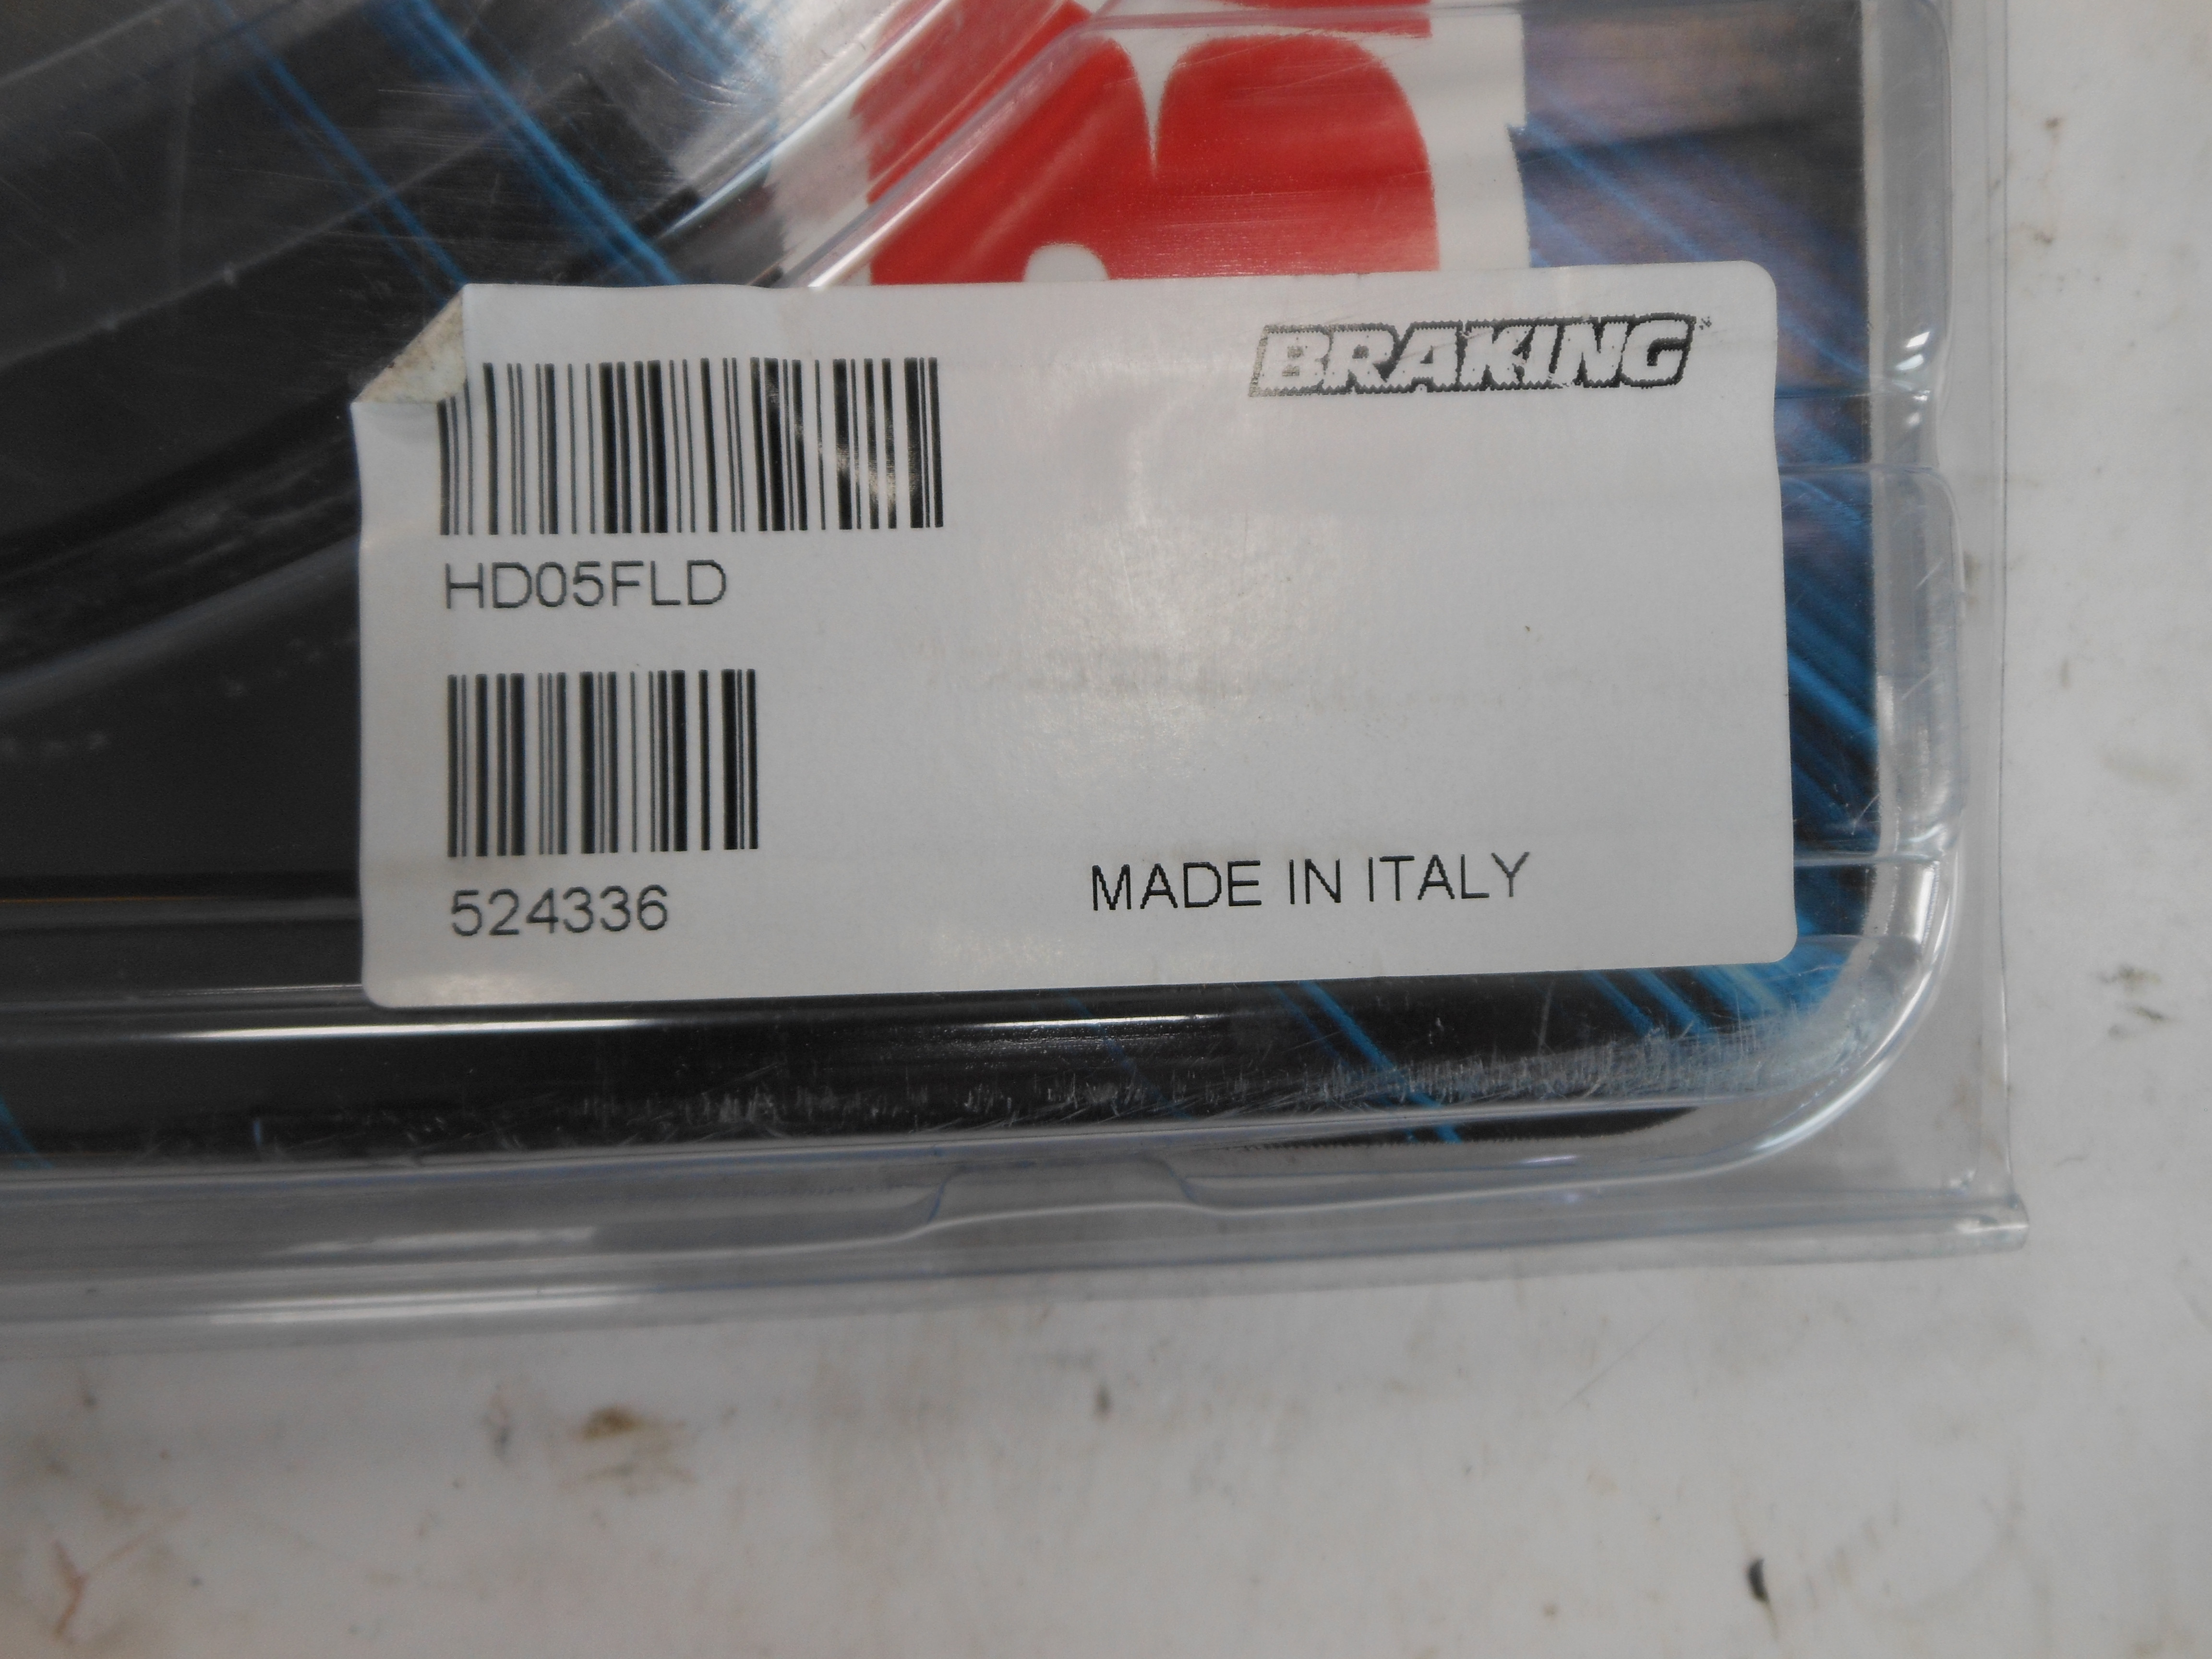 BRAKING
HD05FLD
524336
MADE IN ITALY